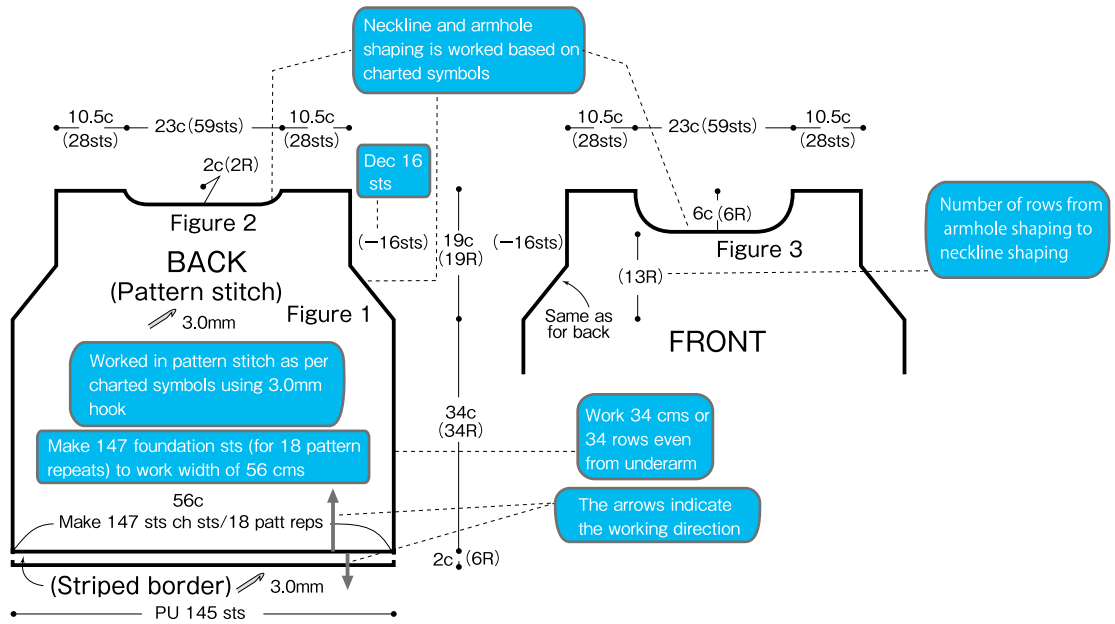 Neckline and armhole
shaping is worked based on
charted symbols
10.5c
(28sts)
23c(59sts)
10.5c
(28sts)
2c(2R)
Dec 16
sts
Figure 2
(−16sts)
19c
(19R)
BACK
(Pattern stitch)
3.0mm
Figure 1
Worked in pattern stitch as per
charted symbols using 3.0mm
hook
Make 147 foundation sts (for 18 pattern
repeats) to work width of 56 cms
34c
(34R)
56c
Make 147 sts ch sts/18 patt reps
2c (6R)
(Striped border)
3.0mm
PU 145 sts
10.5c
(28sts)
23c(59sts)
10.5c
(28sts)
6c (6R)
Figure 3
(−16sts)
(13R)
Same as
for back
FRONT
Number of rows from
armhole shaping to
neckline shaping
Work 34 cms or
34 rows even
from underarm
The arrows indicate
the working direction